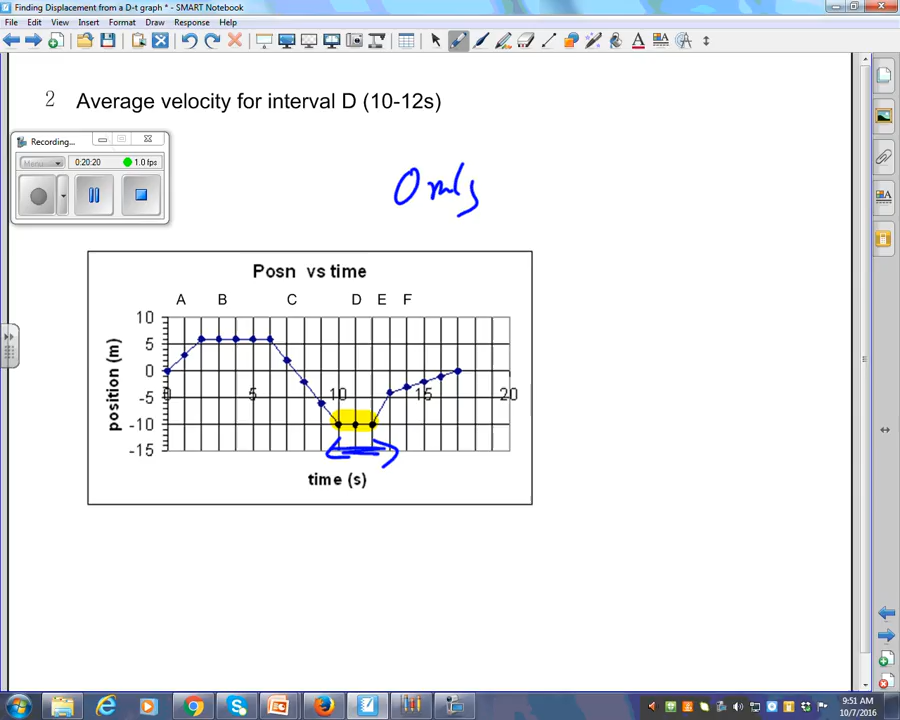 Finding Displacement from a D-t graph * - SMART Notebook
File Edit View Insert Format Draw Response Help
2 Average velocity for interval D (10-12s)
Recording...
Menu
0:20:20 1.0 fps
0 m/s
Posn vs time
A B C D E F
10
5
0
-5
-10
-15
0 5 10 15 20
position (m)
time (s)
9:51 AM
10/7/2016